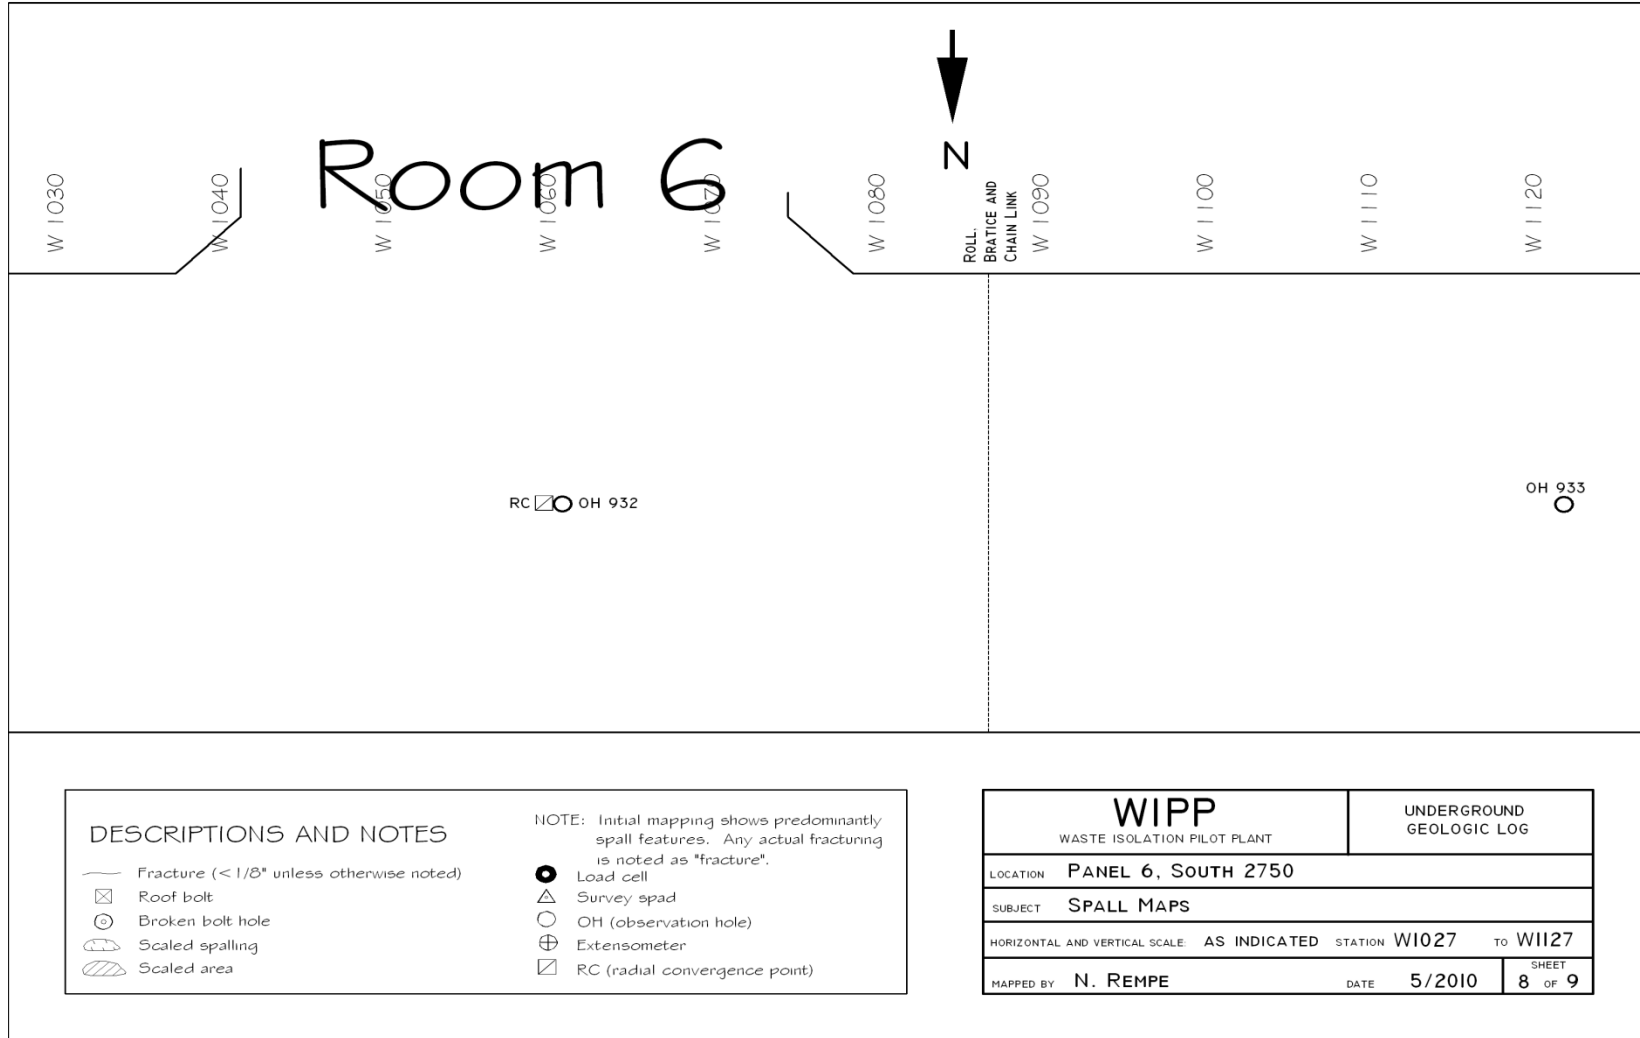 Room 6
N
W 1030
W 1040
W 1050
W 1060
W 1070
W 1080
ROLL,
BRATICE AND
CHAIN LINK
W 1090
W 1100
W 1110
W 1120
RC OH 932
OH 933
DESCRIPTIONS AND NOTES
Fracture (<1/8" unless otherwise noted)
Roof bolt
Broken bolt hole
Scaled spalling
Scaled area
NOTE: Initial mapping shows predominantly
spall features. Any actual fracturing
is noted as "fracture".
Load cell
Survey spad
OH (observation hole)
Extensometer
RC (radial convergence point)
WIPP
WASTE ISOLATION PILOT PLANT
UNDERGROUND
GEOLOGIC LOG
LOCATION PANEL 6, SOUTH 2750
SUBJECT SPALL MAPS
HORIZONTAL AND VERTICAL SCALE: AS INDICATED STATION W1027 TO W1127
MAPPED BY N. REMPE DATE 5/2010
SHEET
8 OF 9